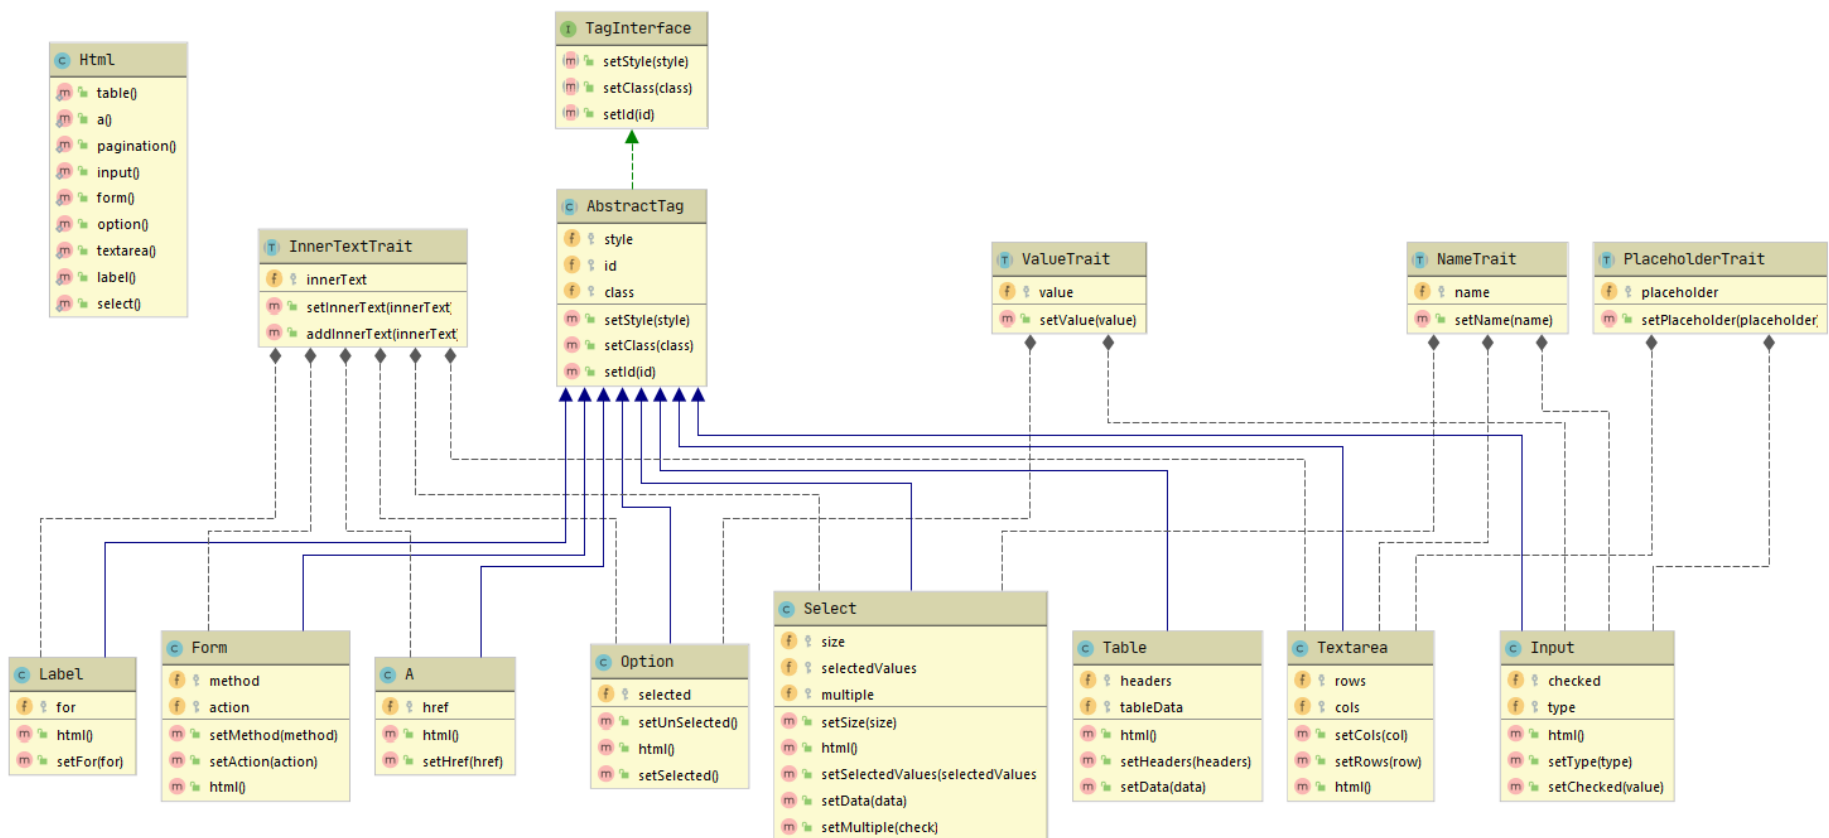 TagInterface
setStyle(style)
setClass(class)
setId(id)
Html
table()
a()
pagination()
input()
form()
option()
textarea()
label()
select()
AbstractTag
style
id
class
setStyle(style)
setClass(class)
setId(id)
InnerTextTrait
innerText
setInnerText(innerText)
addInnerText(innerText)
ValueTrait
value
setValue(value)
NameTrait
name
setName(name)
PlaceholderTrait
placeholder
setPlaceholder(placeholder)
Label
for
html()
setFor(for)
Form
method
action
setMethod(method)
setAction(action)
html()
A
href
html()
setHref(href)
Option
selected
setUnSelected()
html()
setSelected()
Select
size
selectedValues
multiple
setSize(size)
html()
setSelectedValues(selectedValues
setData(data)
setMultiple(check)
Table
headers
tableData
html()
setHeaders(headers)
setData(data)
Textarea
rows
cols
setCols(col)
setRows(row)
html()
Input
checked
type
html()
setType(type)
setChecked(value)